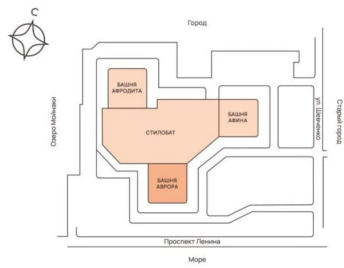 С
Город
БАШНЯ
АФРОДИТА
БАШНЯ
АФИНА
СТИЛОБАТ
БАШНЯ
АВРОРА
Озеро Мойнаки
ул. Шевченко
Старый город
Проспект Ленина
Море